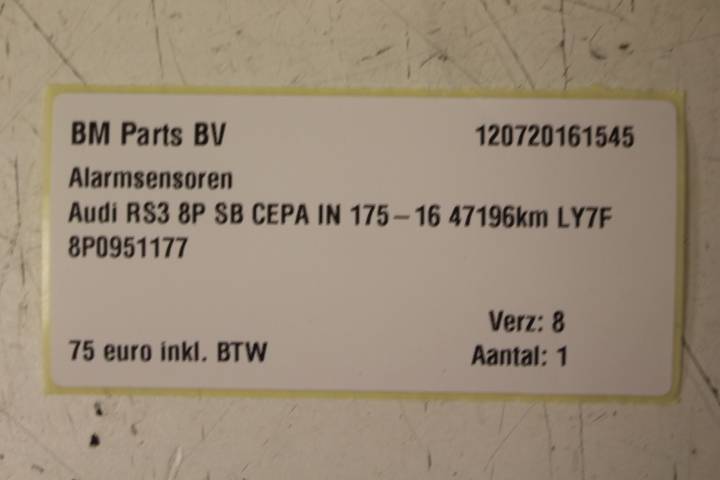 BM Parts BV 120720161545
Alarmsensoren
Audi RS3 8P SB CEPA IN 175-16 47196km LY7F
8P0951177
Verz: 8
75 euro inkl. BTW Aantal: 1